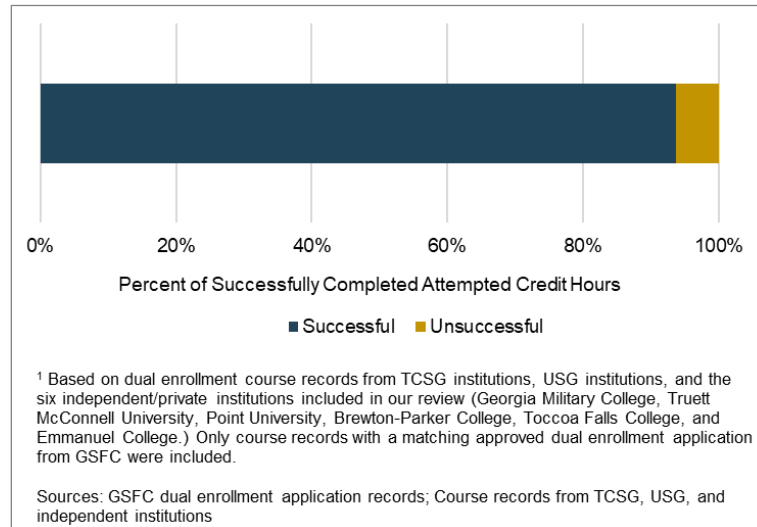 0% 20% 40% 60% 80% 100%
Percent of Successfully Completed Attempted Credit Hours
Successful Unsuccessful
1 Based on dual enrollment course records from TCSG institutions, USG institutions, and the
six independent/private institutions included in our review (Georgia Military College, Truett
McConnell University, Point University, Brewton-Parker College, Toccoa Falls College, and
Emmanuel College.) Only course records with a matching approved dual enrollment application
from GSFC were included.
Sources: GSFC dual enrollment application records; Course records from TCSG, USG, and
independent institutions